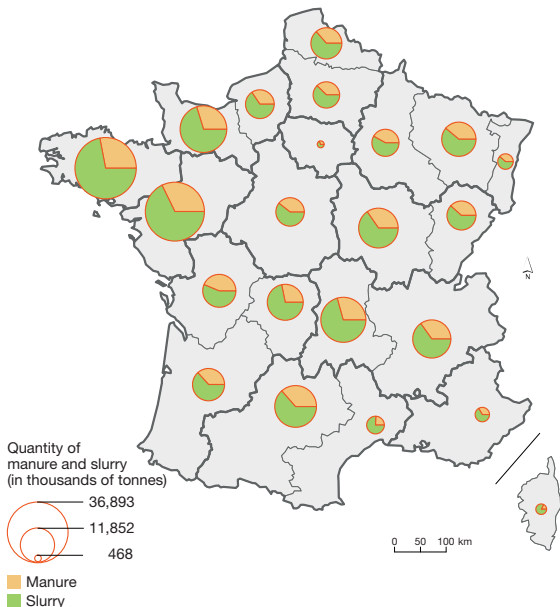 N
Quantity of
manure and slurry
(in thousands of tonnes)
36,893
11,852
468
Manure
Slurry
0 50 100 km